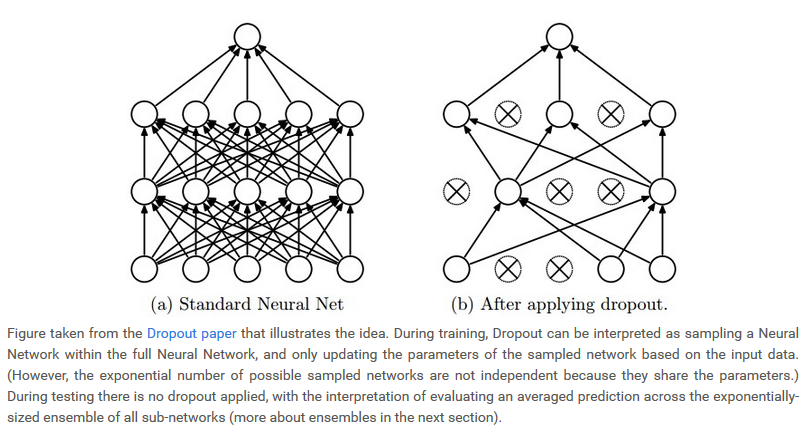 (a) Standard Neural Net
(b) After applying dropout.
Figure taken from the Dropout paper that illustrates the idea. During training, Dropout can be interpreted as sampling a Neural
Network within the full Neural Network, and only updating the parameters of the sampled network based on the input data.
(However, the exponential number of possible sampled networks are not independent because they share the parameters.)
During testing there is no dropout applied, with the interpretation of evaluating an averaged prediction across the exponentially-
sized ensemble of all sub-networks (more about ensembles in the next section).